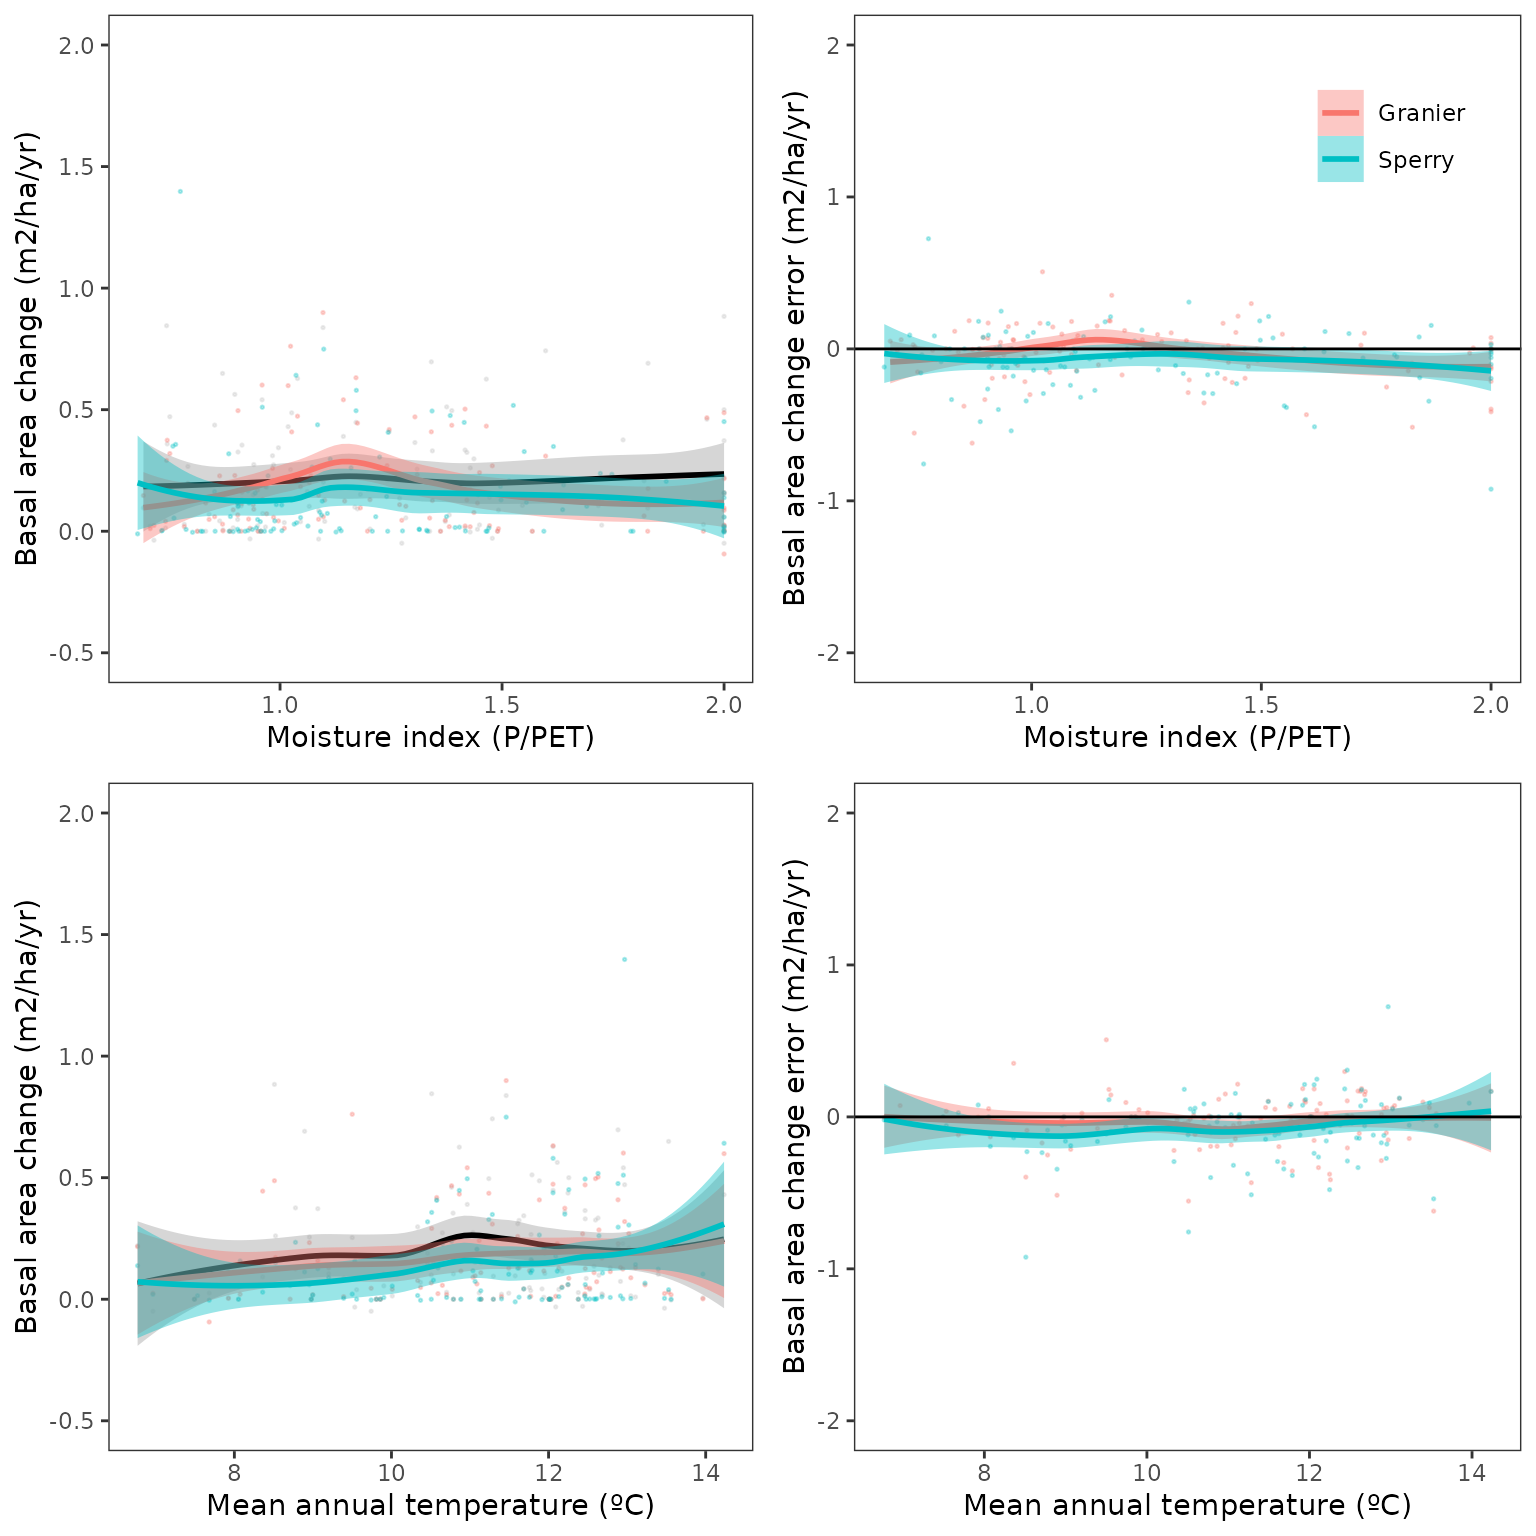 2.0
1.5
1.0
0.5
0.0
-0.5
Basal area change (m2/ha/yr)
1.0 1.5 2.0
Moisture index (P/PET)
2
1
0
-1
-2
Basal area change error (m2/ha/yr)
Granier
Sperry
1.0 1.5 2.0
Moisture index (P/PET)
2.0
1.5
1.0
0.5
0.0
-0.5
Basal area change (m2/ha/yr)
8 10 12 14
Mean annual temperature (ºC)
2
1
0
-1
-2
Basal area change error (m2/ha/yr)
8 10 12 14
Mean annual temperature (ºC)